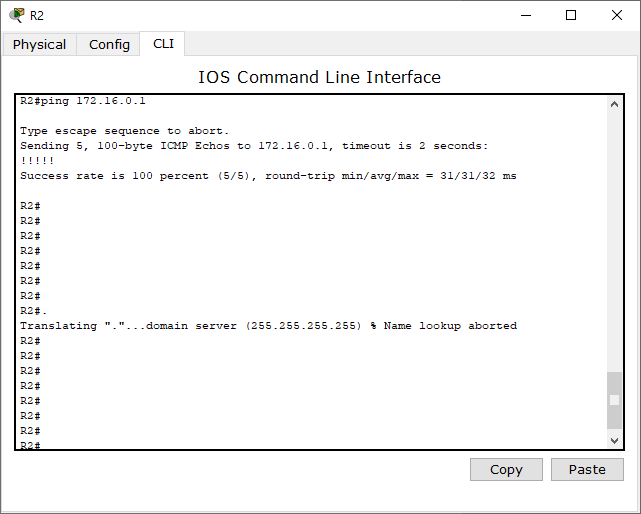 R2
Physical Config CLI
IOS Command Line Interface
R2#ping 172.16.0.1
Type escape sequence to abort.
Sending 5, 100-byte ICMP Echos to 172.16.0.1, timeout is 2 seconds:
!!!!!
Success rate is 100 percent (5/5), round-trip min/avg/max = 31/31/32 ms
R2#
R2#
R2#
R2#
R2#
R2#
R2#
R2#.
Translating "."...domain server (255.255.255.255) % Name lookup aborted
R2#
R2#
R2#
R2#
R2#
R2#
R2#
R2#
Copy Paste